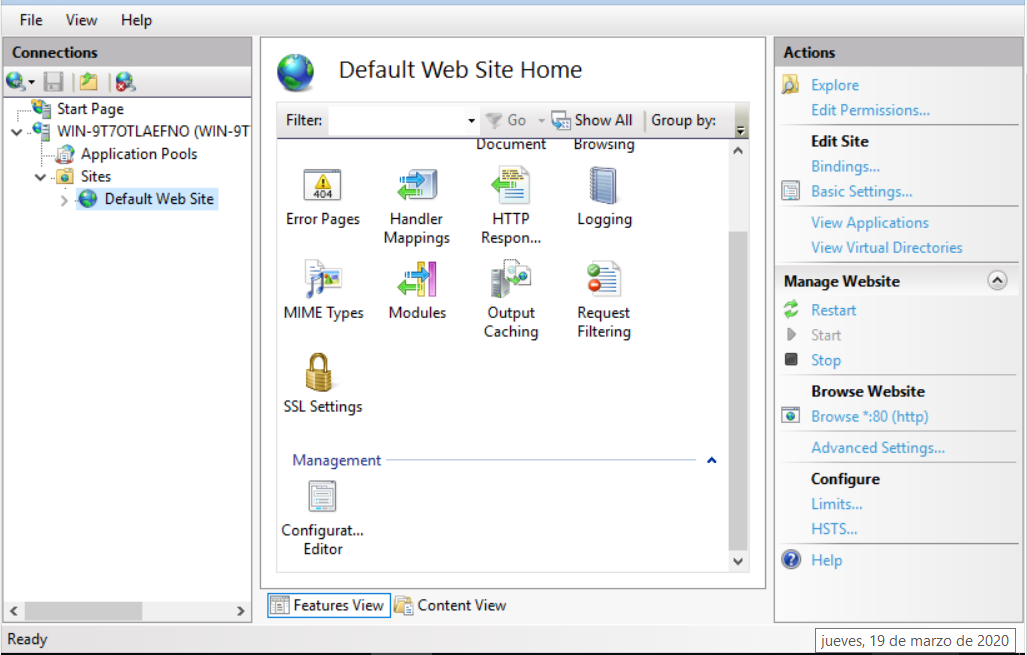 File View Help
Connections
Start Page
WIN-9T7OTLAEFNO (WIN-9T
Application Pools
Sites
Default Web Site
Default Web Site Home
Filter:
Go
Show All
Group by:
Document
Browsing
404
Error Pages
Handler
Mappings
HTTP
Respon...
Logging
MIME Types
Modules
Output
Caching
Request
Filtering
SSL Settings
Management
Configurat...
Editor
Features View
Content View
Actions
Explore
Edit Permissions...
Edit Site
Bindings...
Basic Settings...
View Applications
View Virtual Directories
Manage Website
Restart
Start
Stop
Browse Website
Browse *:80 (http)
Advanced Settings...
Configure
Limits...
HSTS...
Help
Ready
jueves, 19 de marzo de 2020